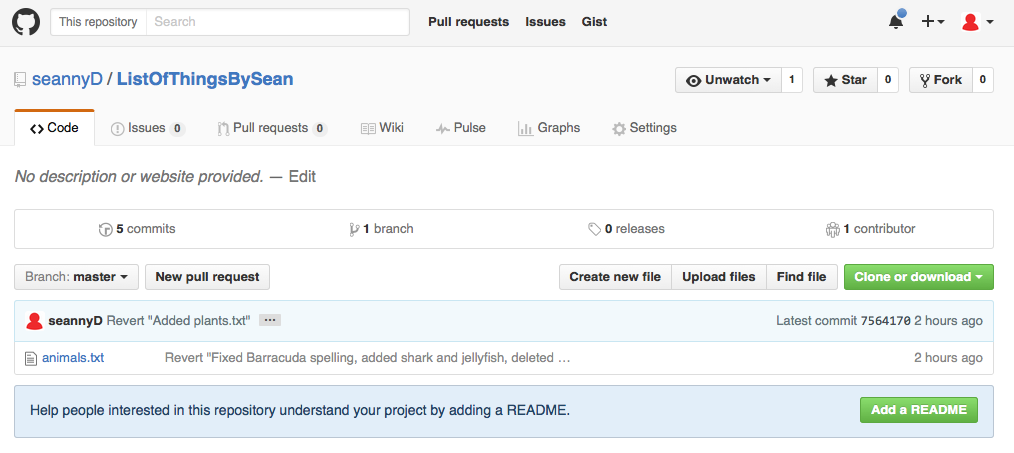 This repository Search Pull requests Issues Gist
seannyD / ListOfThingsBySean Unwatch 1 Star 0 Fork 0
Code Issues 0 Pull requests 0 Wiki Pulse Graphs Settings
No description or website provided. — Edit
5 commits 1 branch 0 releases 1 contributor
Branch: master New pull request Create new file Upload files Find file Clone or download
seannyD Revert "Added plants.txt" ... Latest commit 7564170 2 hours ago
animals.txt Revert "Fixed Barracuda spelling, added shark and jellyfish, deleted … 2 hours ago
Help people interested in this repository understand your project by adding a README. Add a README